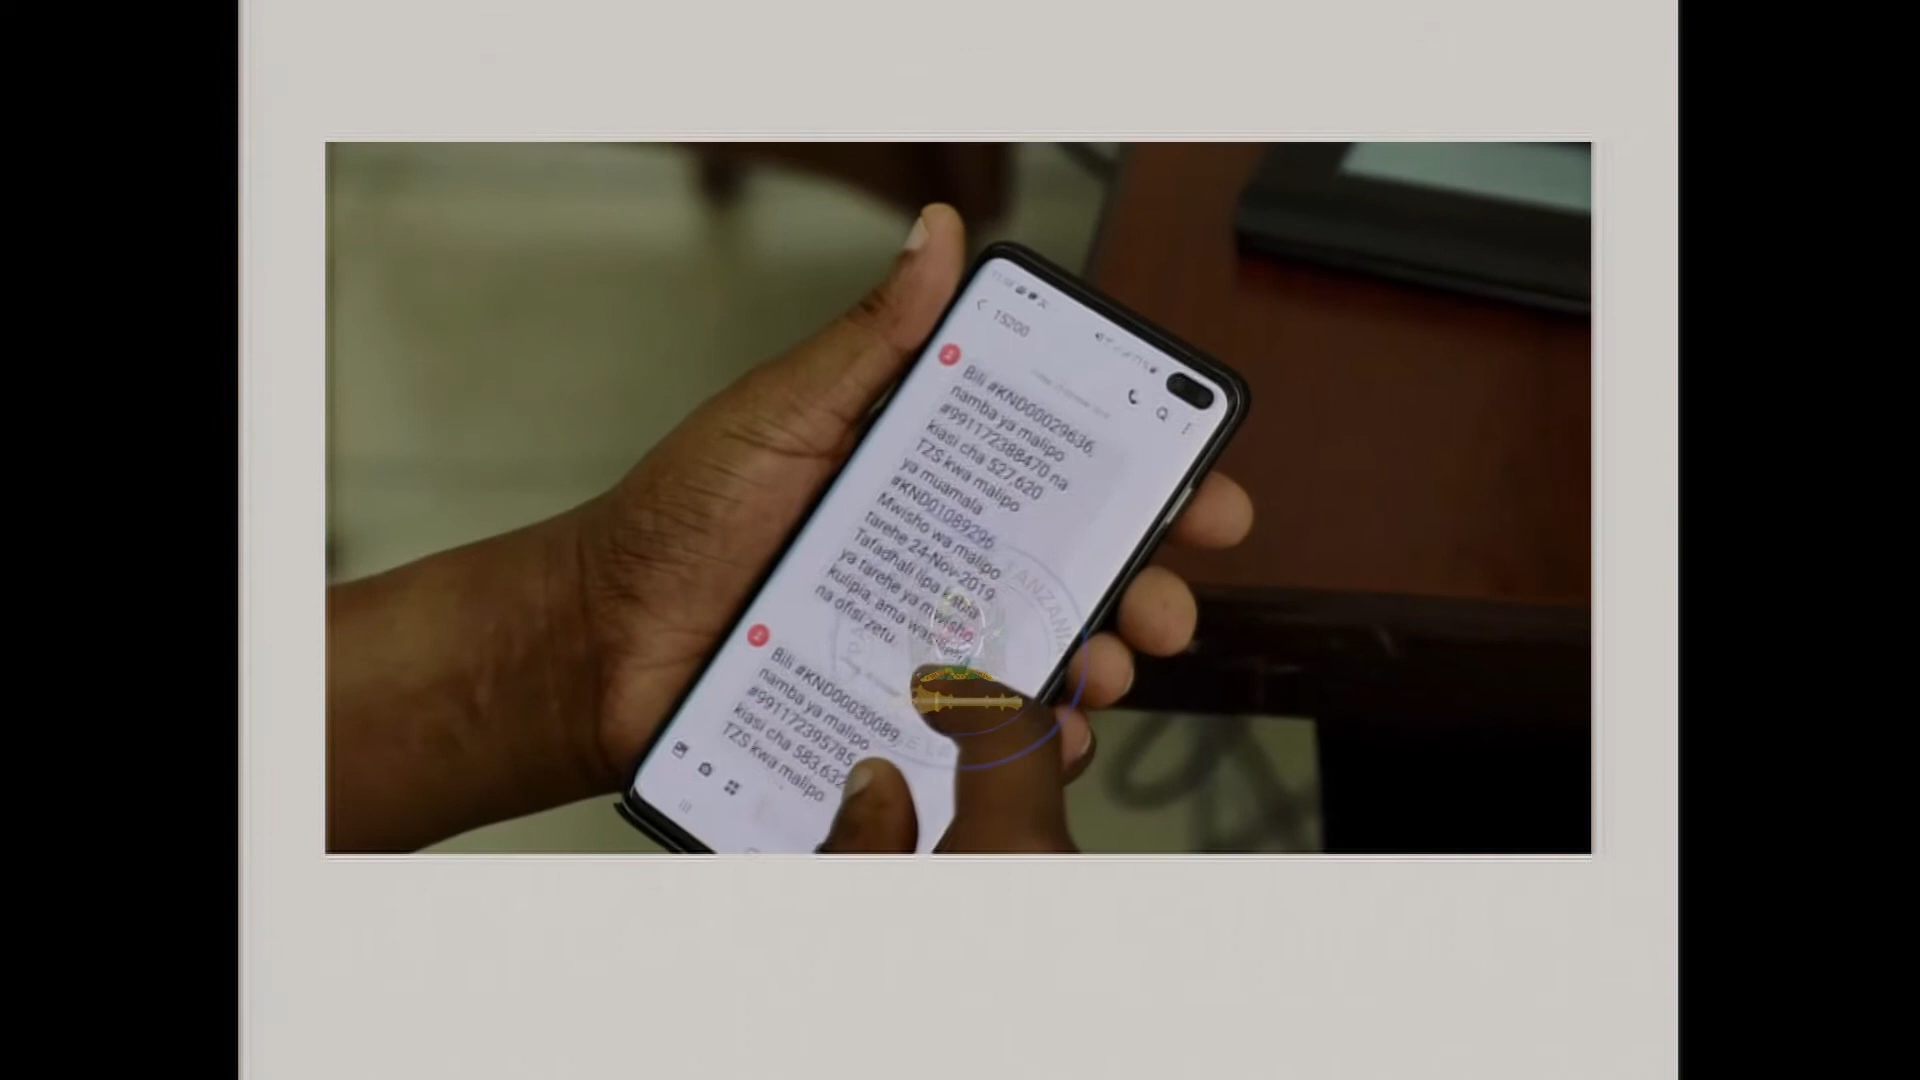 15200
Bili #KND00029636,
namba ya malipo
#991172388470 na
kiasi cha 527,620
TZS kwa malipo
ya muamala
#KND01089296
Mwisho wa malipo
tarehe 24-Nov-2019
Tafadhali lipa kabla
ya tarehe ya mwisho
kulipia, ama wasiliana
na ofisi zetu.
Bili #KND00030089
namba ya malipo
#991172395785
kiasi cha 583,632
TZS kwa malipo
TANZANIA